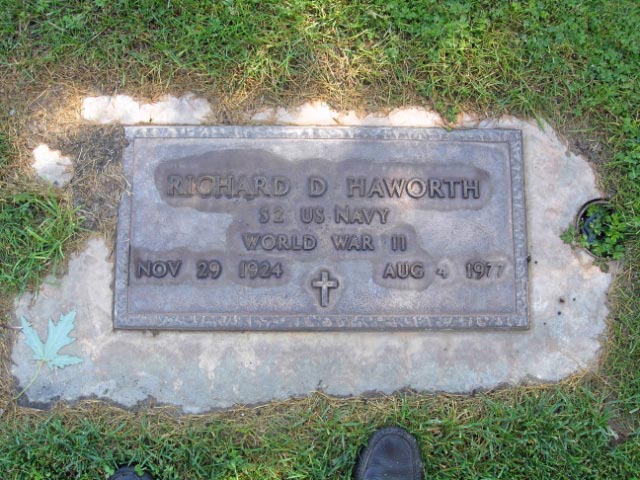 RICHARD D HAWORTH
S2 US NAVY
WORLD WAR II
NOV 29 1924 AUG 4 1977